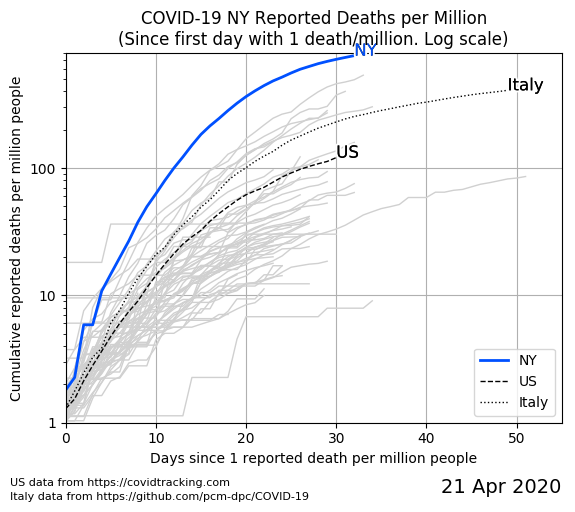 COVID-19 NY Reported Deaths per Million
(Since first day with 1 death/million. Log scale)
NY
Italy
US
Cumulative reported deaths per million people
100
10
1
0
10
20
30
40
50
Days since 1 reported death per million people
NY
US
Italy
US data from https://covidtracking.com
Italy data from https://github.com/pcm-dpc/COVID-19
21 Apr 2020